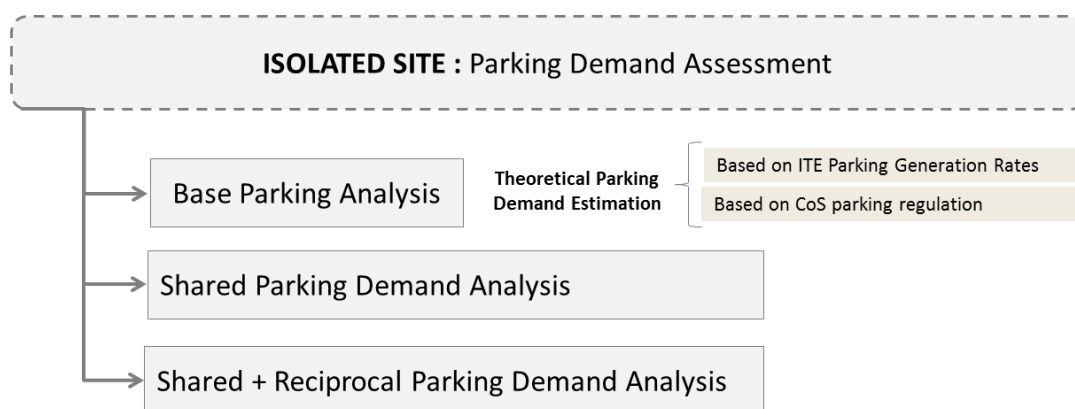 ISOLATED SITE : Parking Demand Assessment
Base Parking Analysis
Theoretical Parking
Demand Estimation
Based on ITE Parking Generation Rates
Based on CoS parking regulation
Shared Parking Demand Analysis
Shared + Reciprocal Parking Demand Analysis